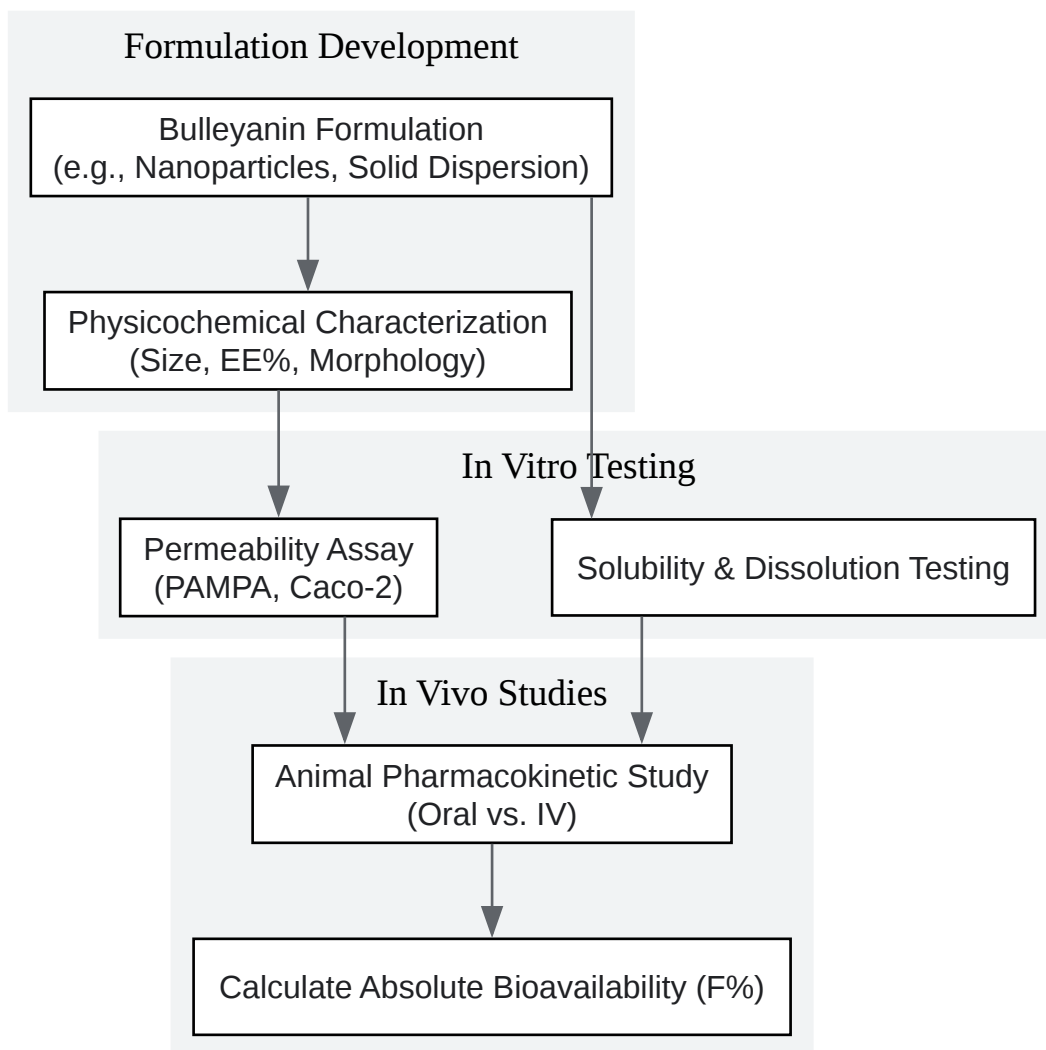 Formulation Development
Bulleyanin Formulation
(e.g., Nanoparticles, Solid Dispersion)
Physicochemical Characterization
(Size, EE%, Morphology)
In Vitro Testing
Permeability Assay
(PAMPA, Caco-2)
Solubility & Dissolution Testing
In Vivo Studies
Animal Pharmacokinetic Study
(Oral vs. IV)
Calculate Absolute Bioavailability (F%)